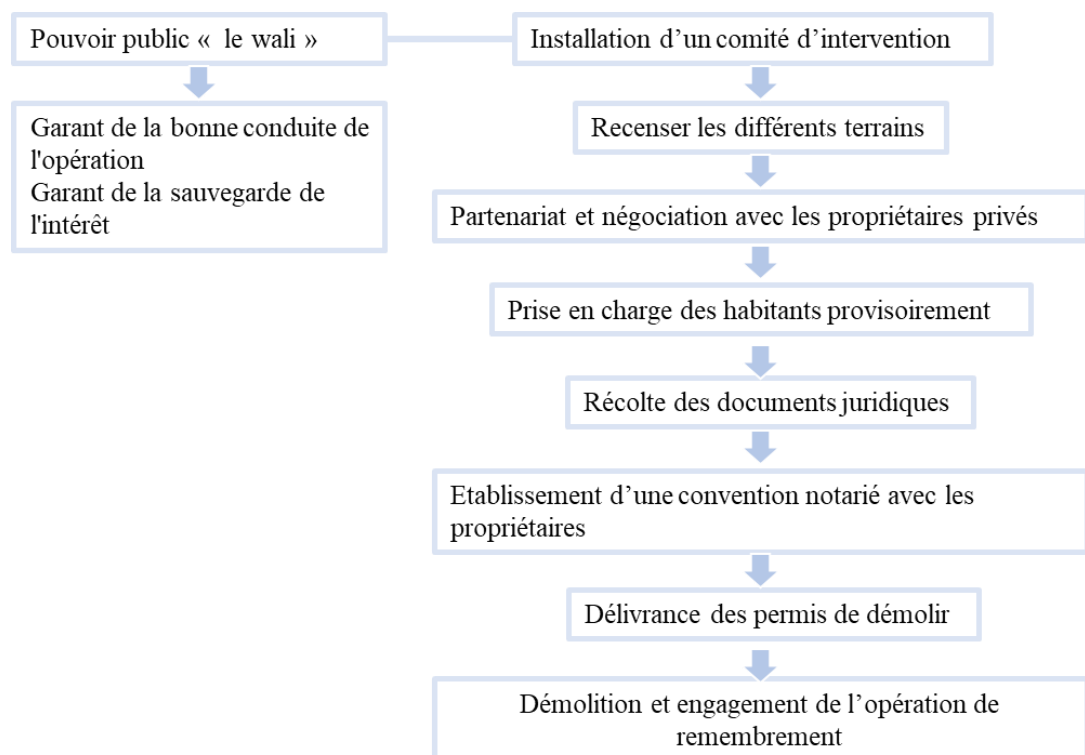 Pouvoir public « le wali »
Installation d’un comité d’intervention
Garant de la bonne conduite de
l'opération
Garant de la sauvegarde de
l'intérêt
Recenser les différents terrains
Partenariat et négociation avec les propriétaires privés
Prise en charge des habitants provisoirement
Récolte des documents juridiques
Etablissement d’une convention notarié avec les
propriétaires
Délivrance des permis de démolir
Démolition et engagement de l’opération de
remembrement